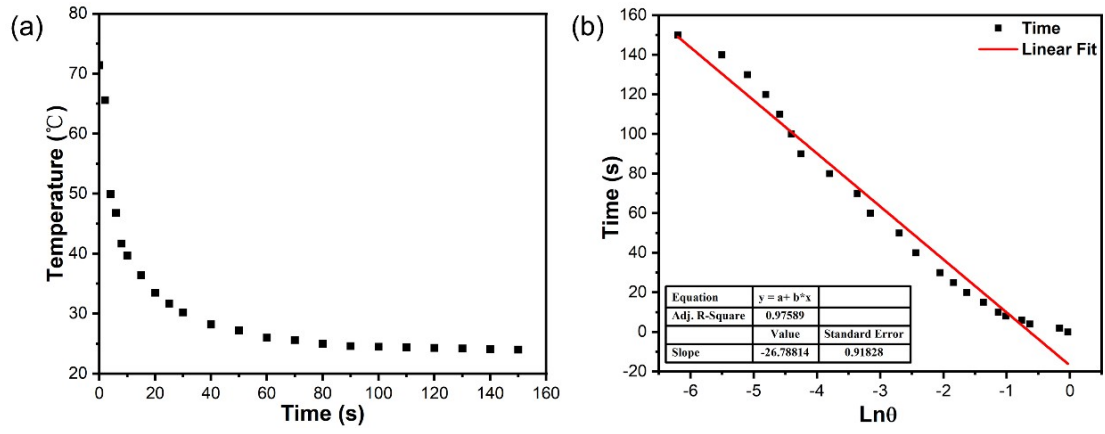 (a)
80
70
60
50
40
30
20
Temperature (℃)
0 20 40 60 80 100 120 140 160
Time (s)
(b)
160
140
120
100
80
60
40
20
0
-20
Time (s)
Time
Linear Fit
Equation y = a+ b*x
Adj. R-Square 0.97589
Value Standard Error
Slope -26.78814 0.91828
-6 -5 -4 -3 -2 -1 0
Lnθ